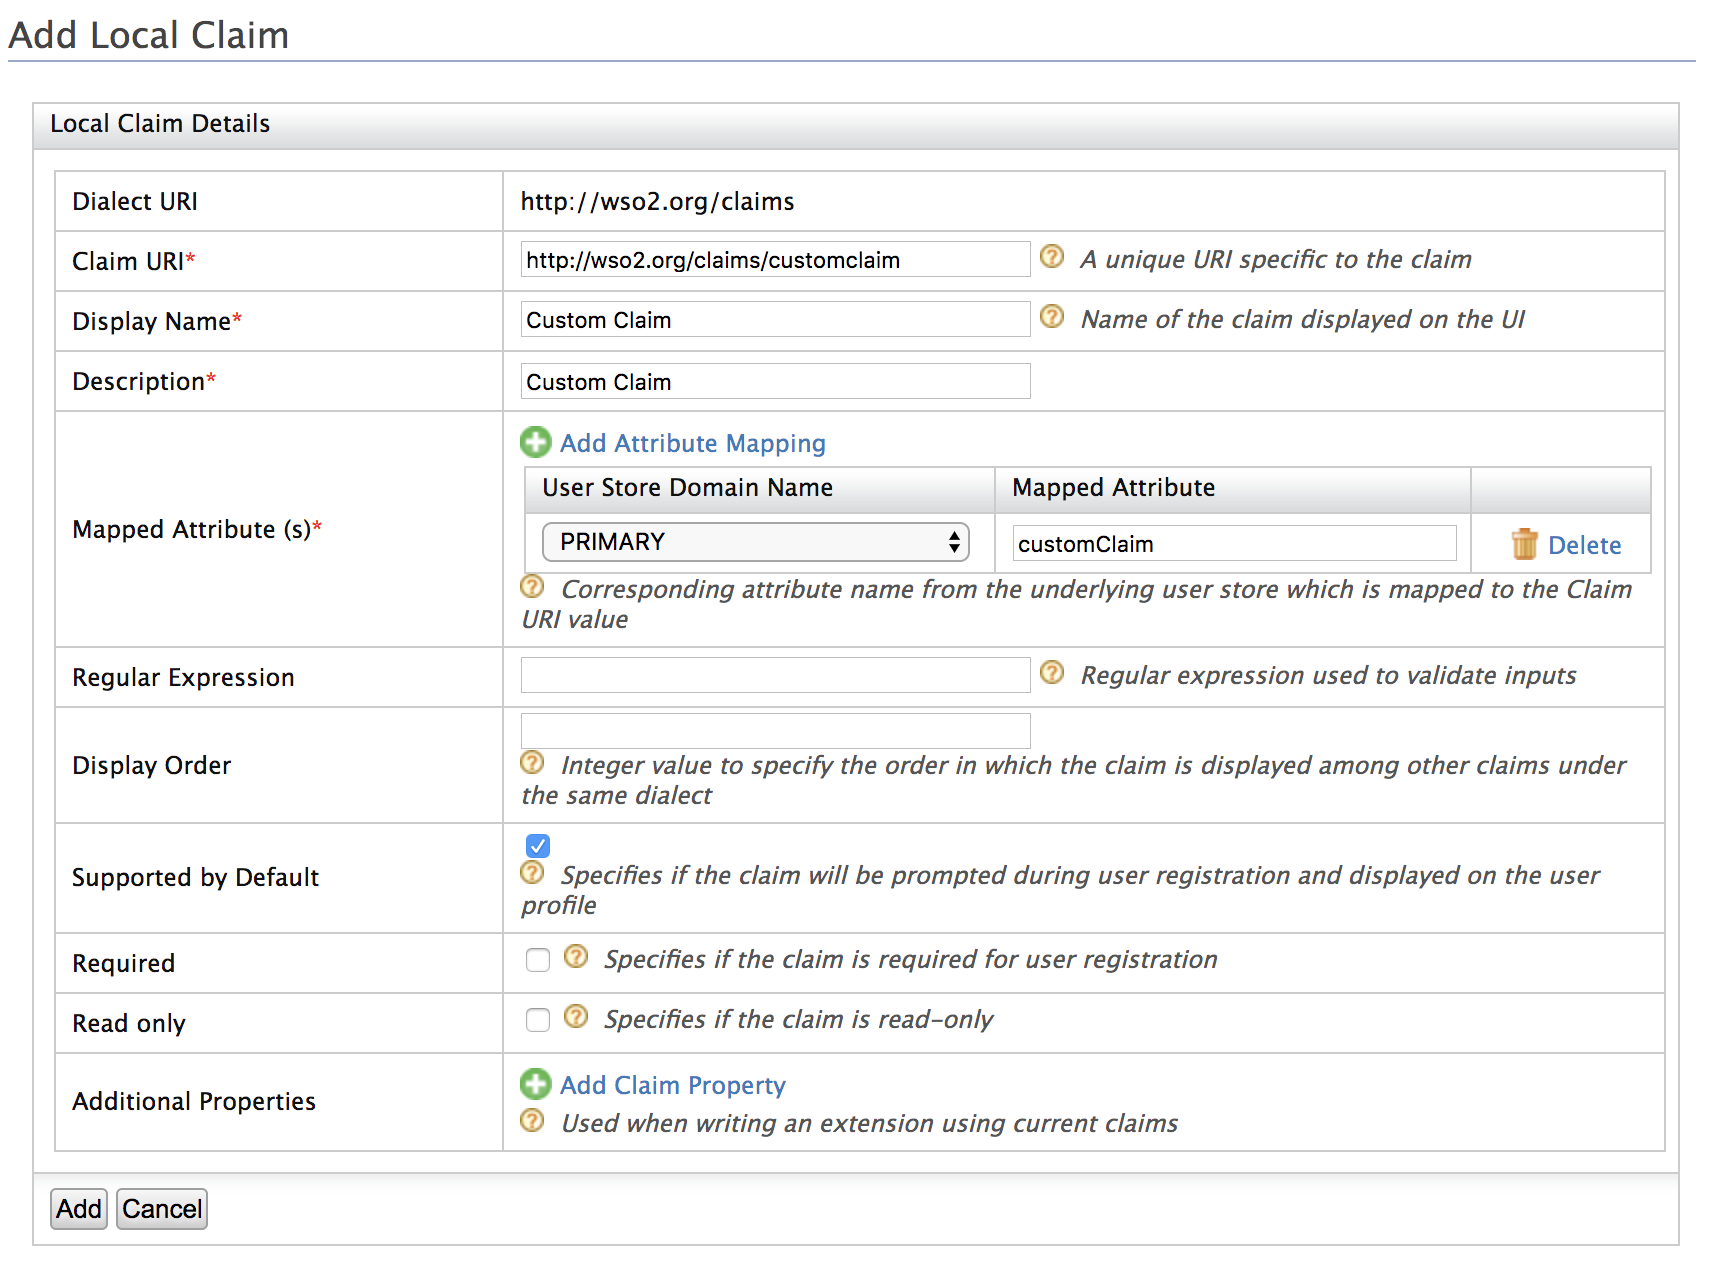 Add Local Claim
Local Claim Details
Dialect URI
http://wso2.org/claims
Claim URI*
http://wso2.org/claims/customclaim
A unique URI specific to the claim
Display Name*
Custom Claim
Name of the claim displayed on the UI
Description*
Custom Claim
Mapped Attribute (s)*
Add Attribute Mapping
User Store Domain Name
Mapped Attribute
PRIMARY
customClaim
Delete
Corresponding attribute name from the underlying user store which is mapped to the Claim
URI value
Regular Expression
Regular expression used to validate inputs
Display Order
Integer value to specify the order in which the claim is displayed among other claims under
the same dialect
Supported by Default
Specifies if the claim will be prompted during user registration and displayed on the user
profile
Required
Specifies if the claim is required for user registration
Read only
Specifies if the claim is read-only
Additional Properties
Add Claim Property
Used when writing an extension using current claims
Add
Cancel